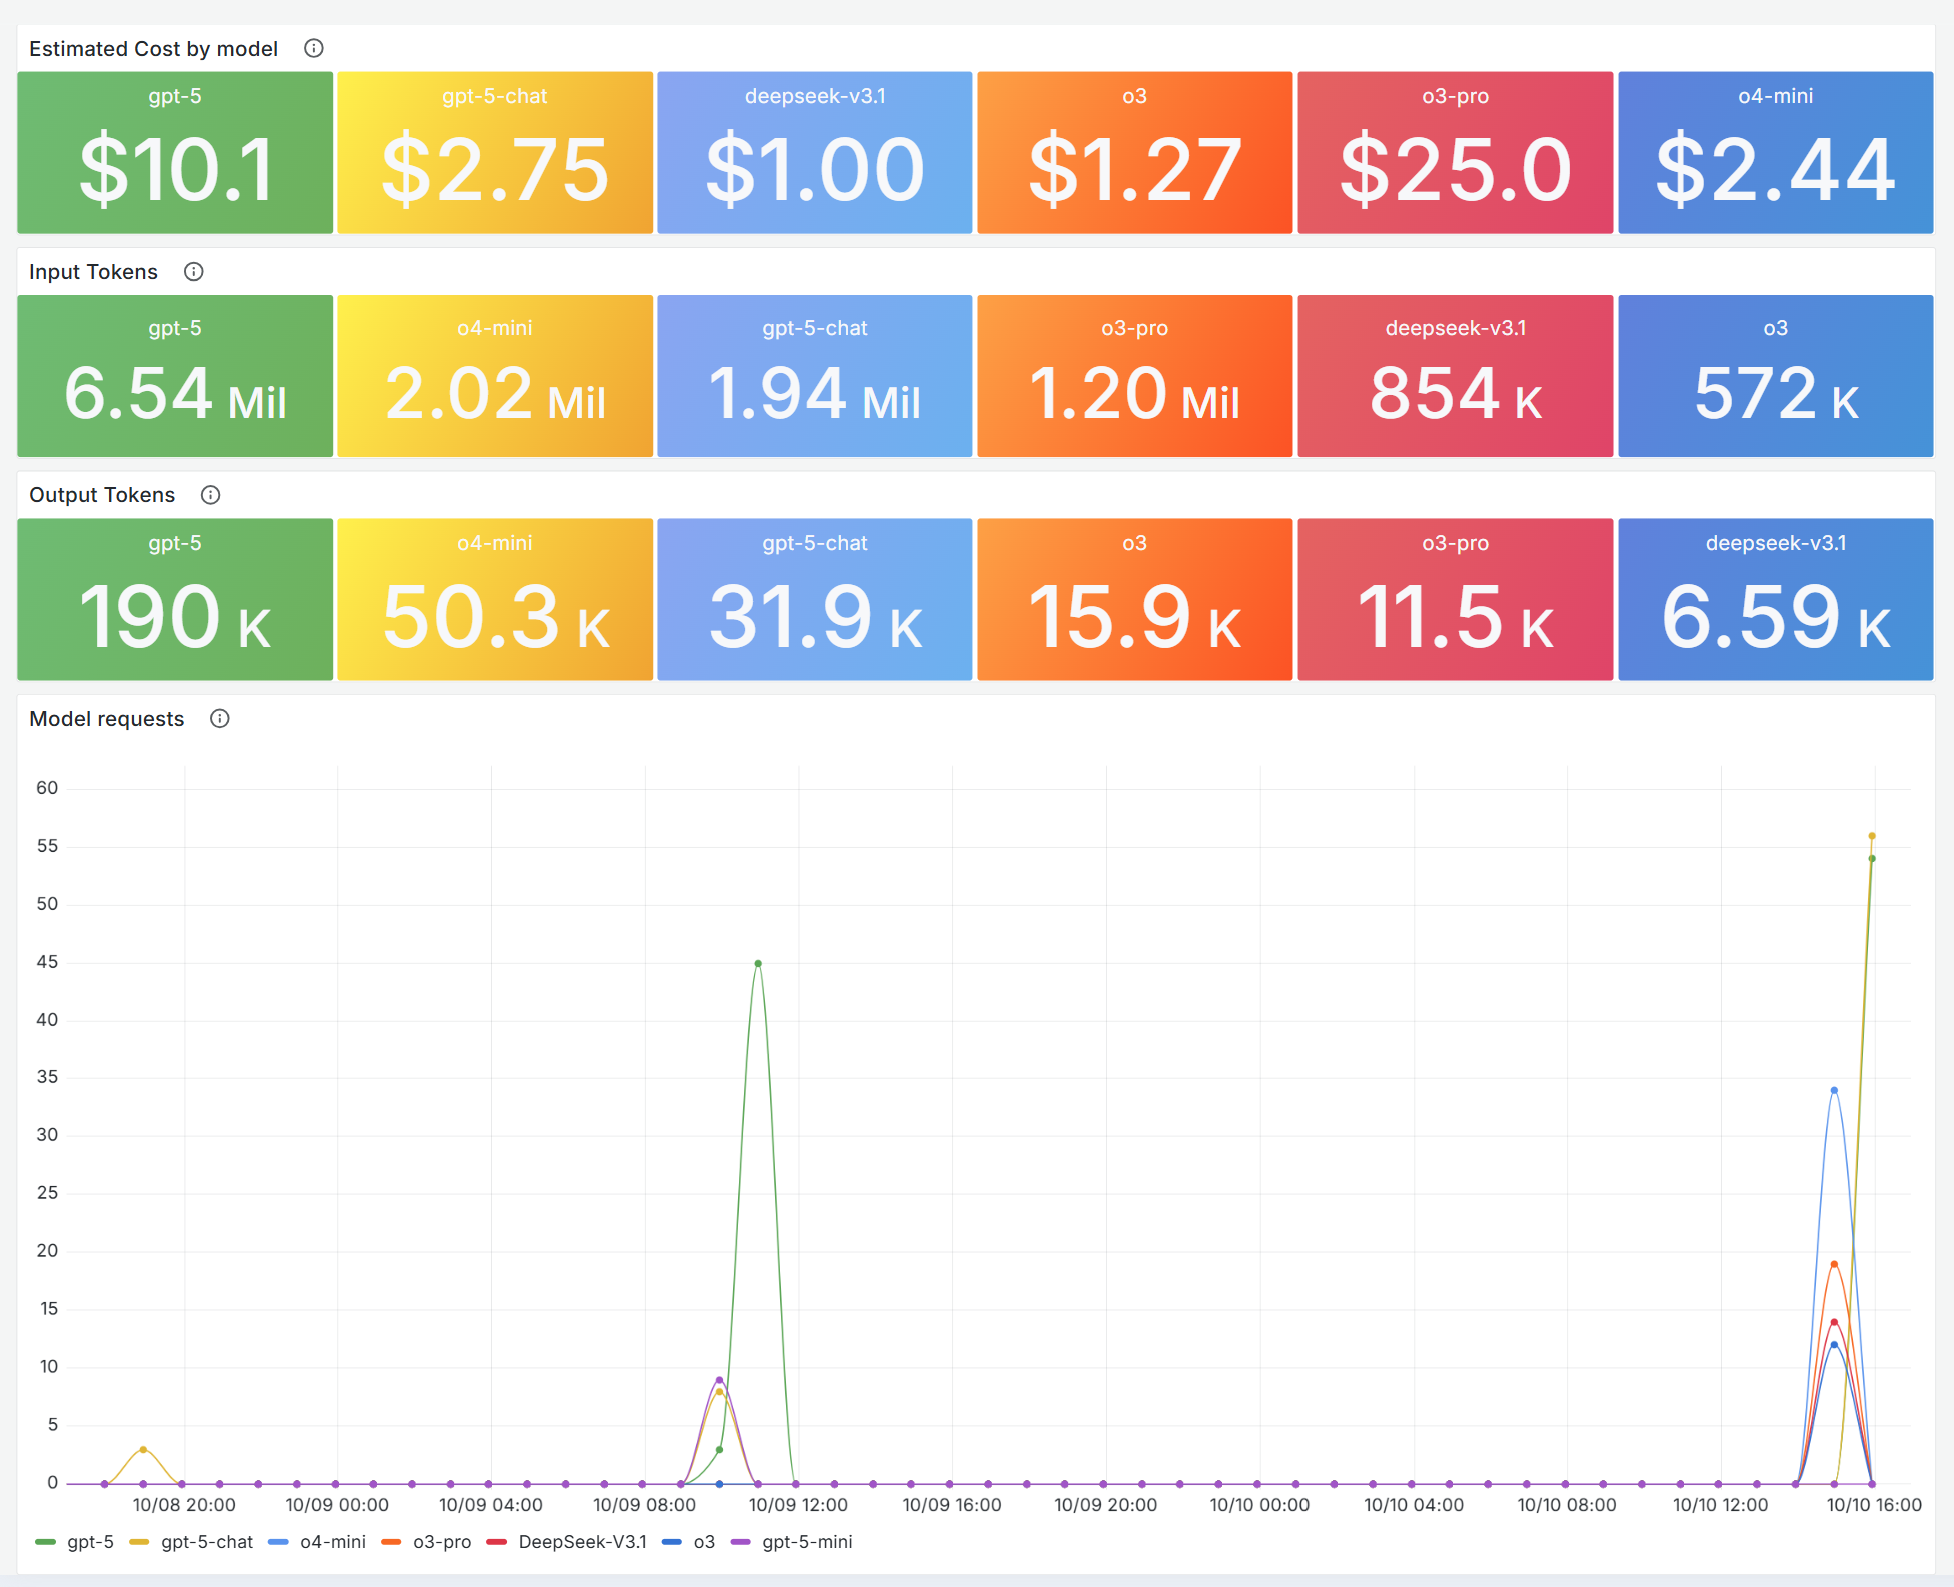 Estimated Cost by model
gpt-5
$10.1
gpt-5-chat
$2.75
deepseek-v3.1
$1.00
o3
$1.27
o3-pro
$25.0
o4-mini
$2.44
Input Tokens
gpt-5
6.54 Mil
o4-mini
2.02 Mil
gpt-5-chat
1.94 Mil
o3-pro
1.20 Mil
deepseek-v3.1
854 K
o3
572 K
Output Tokens
gpt-5
190 K
o4-mini
50.3 K
gpt-5-chat
31.9 K
o3
15.9 K
o3-pro
11.5 K
deepseek-v3.1
6.59 K
Model requests
60
55
50
45
40
35
30
25
20
15
10
5
0
10/08 20:00 10/09 00:00 10/09 04:00 10/09 08:00 10/09 12:00 10/09 16:00 10/09 20:00 10/10 00:00 10/10 04:00 10/10 08:00 10/10 12:00 10/10 16:00
gpt-5 gpt-5-chat o4-mini o3-pro DeepSeek-V3.1 o3 gpt-5-mini